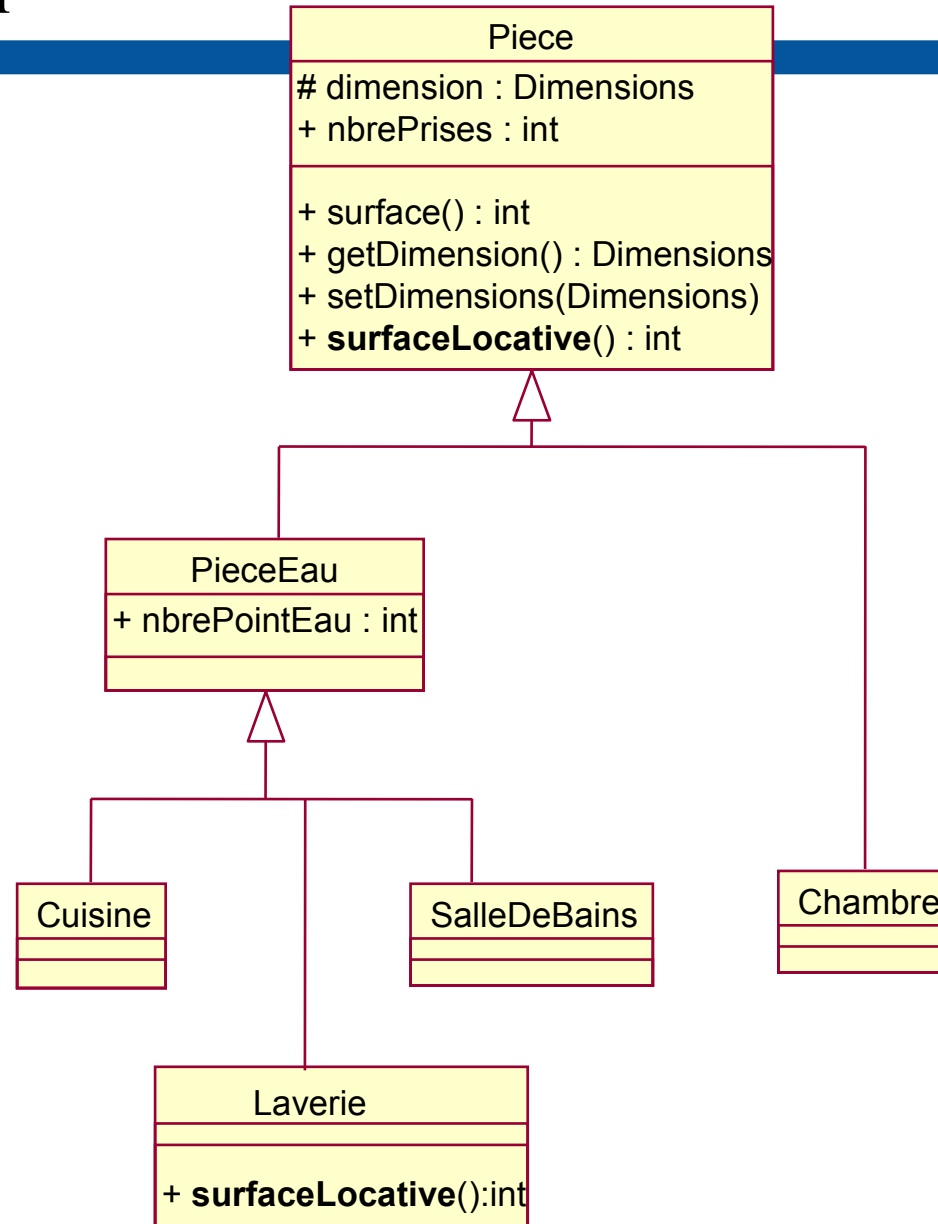 Piece
# dimension : Dimensions
+ nbrePrises : int
+ surface() : int
+ getDimension() : Dimensions
+ setDimensions(Dimensions)
+ surfaceLocative() : int
PieceEau
+ nbrePointEau : int
Cuisine
SalleDeBains
Chambre
Laverie
+ surfaceLocative():int